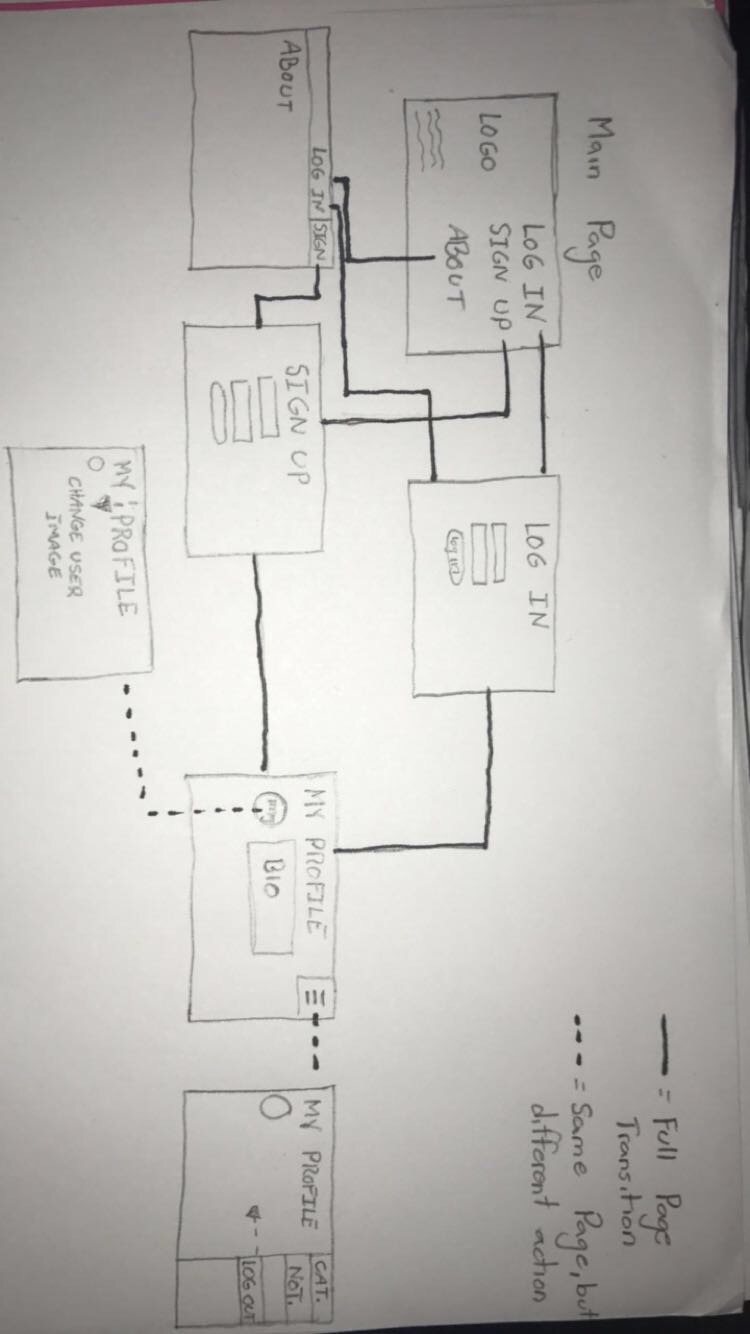 Main Page
LOGO
LOG IN
SIGN UP
ABOUT
LOG IN
log in
— = Full Page
Transition
--- = Same Page, but
different action
ABOUT
LOG IN | SIGN
SIGN UP
MY PROFILE
BIO
MY PROFILE
CAT.
NOT.
LOG OUT
MY PROFILE
CHANGE USER
IMAGE